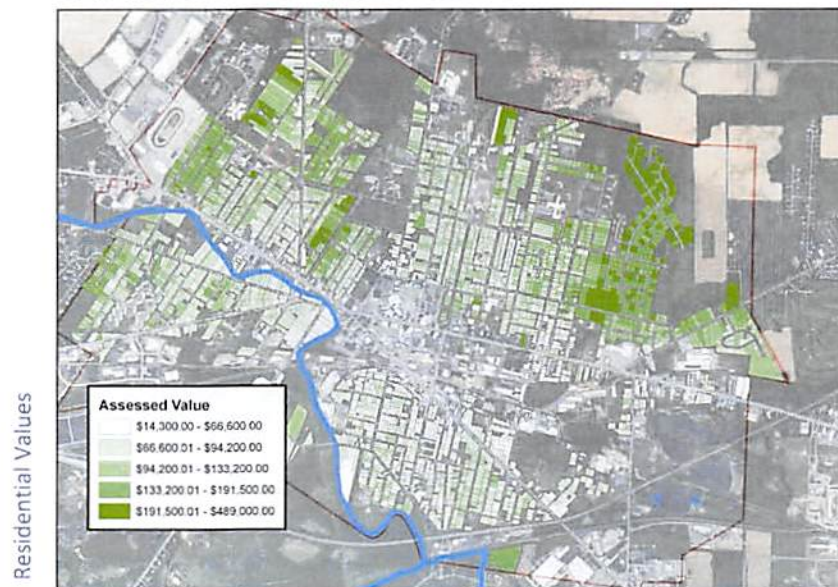 Residential Values
Assessed Value
$14,300.00 - $66,600.00
$66,600.01 - $94,200.00
$94,200.01 - $133,200.00
$133,200.01 - $191,500.00
$191,500.01 - $489,000.00